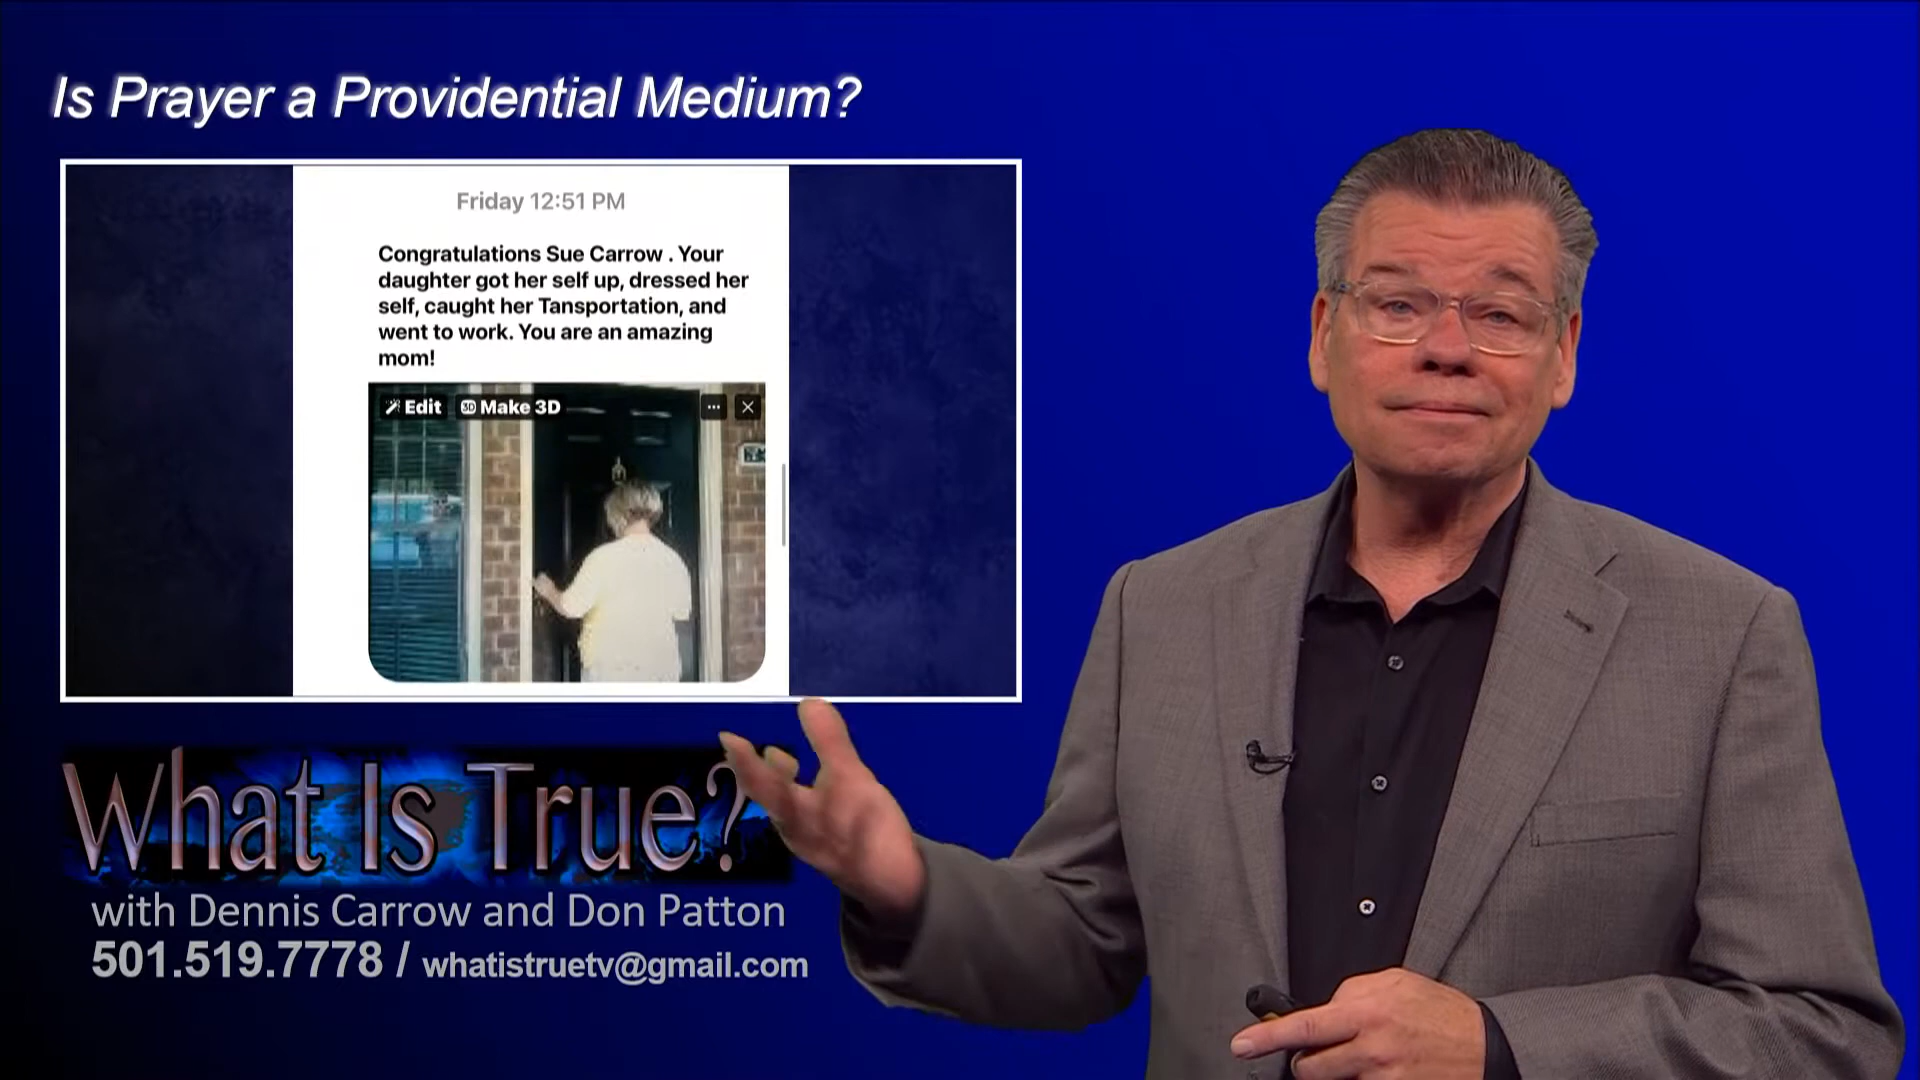 Is Prayer a Providential Medium?
Friday 12:51 PM
Congratulations Sue Carrow . Your
daughter got her self up, dressed her
self, caught her Tansportation, and
went to work. You are an amazing
mom!
Edit
3D Make 3D
What Is True?
with Dennis Carrow and Don Patton
501.519.7778 / whatistruetv@gmail.com